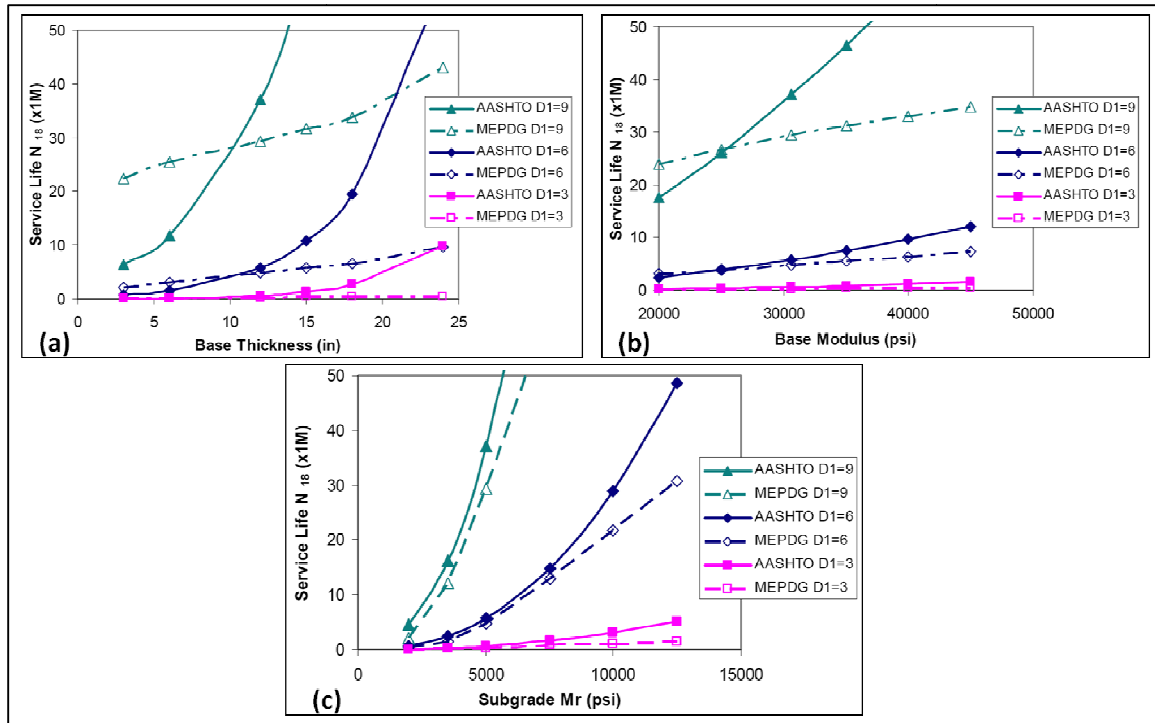 Service Life N 18 (x1M)
50
40
30
20
10
0
0 5 10 15 20 25
Base Thickness (in)
(a)
AASHTO D1=9
MEPDG D1=9
AASHTO D1=6
MEPDG D1=6
AASHTO D1=3
MEPDG D1=3
Service Life N 18 (x1M)
50
40
30
20
10
0
20000 30000 40000 50000
Base Modulus (psi)
(b)
AASHTO D1=9
MEPDG D1=9
AASHTO D1=6
MEPDG D1=6
AASHTO D1=3
MEPDG D1=3
Service Life N 18 (x1M)
50
40
30
20
10
0
0 5000 10000 15000
Subgrade Mr (psi)
(c)
AASHTO D1=9
MEPDG D1=9
AASHTO D1=6
MEPDG D1=6
AASHTO D1=3
MEPDG D1=3